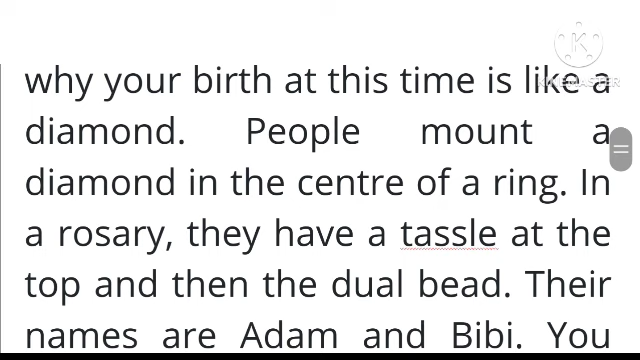 KINEMASTER
why your birth at this time is like a
diamond. People mount a
diamond in the centre of a ring. In
a rosary, they have a tassle at the
top and then the dual bead. Their
names are Adam and Bibi. You